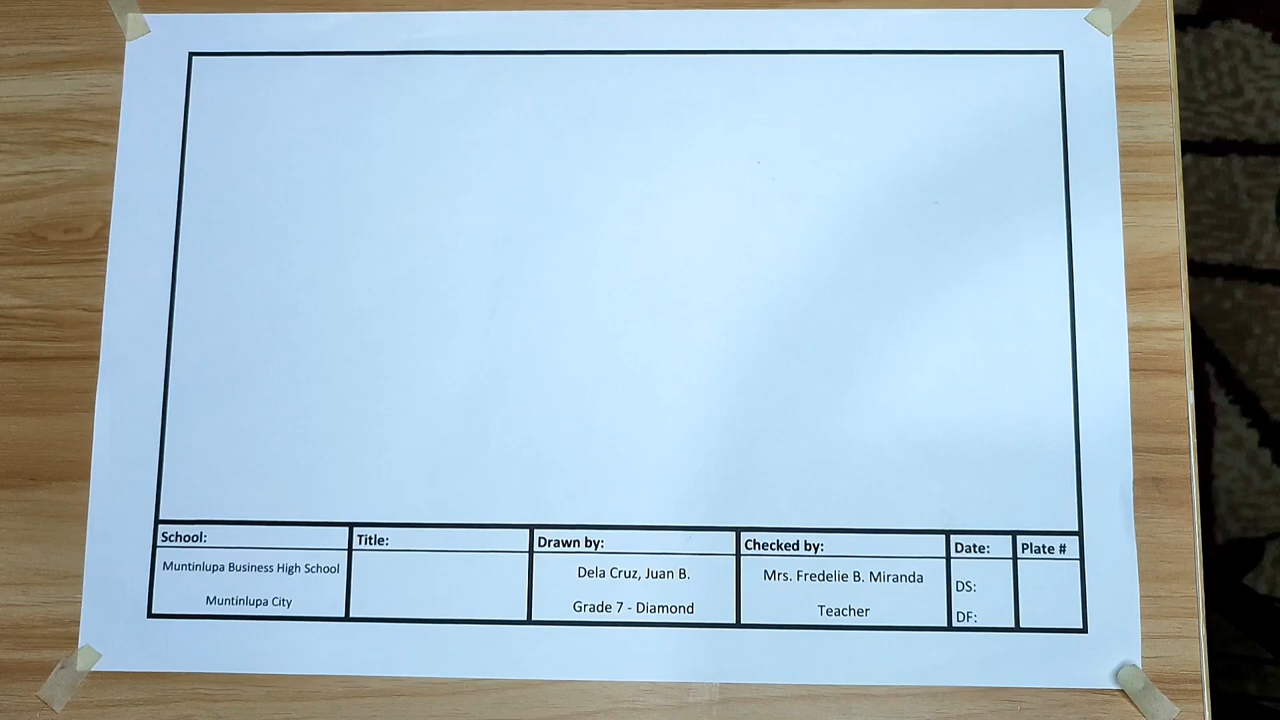 School:
Muntinlupa Business High School
Muntinlupa City
Title:
Drawn by:
Dela Cruz, Juan B.
Grade 7 - Diamond
Checked by:
Mrs. Fredelie B. Miranda
Teacher
Date:
DS:
DF:
Plate #